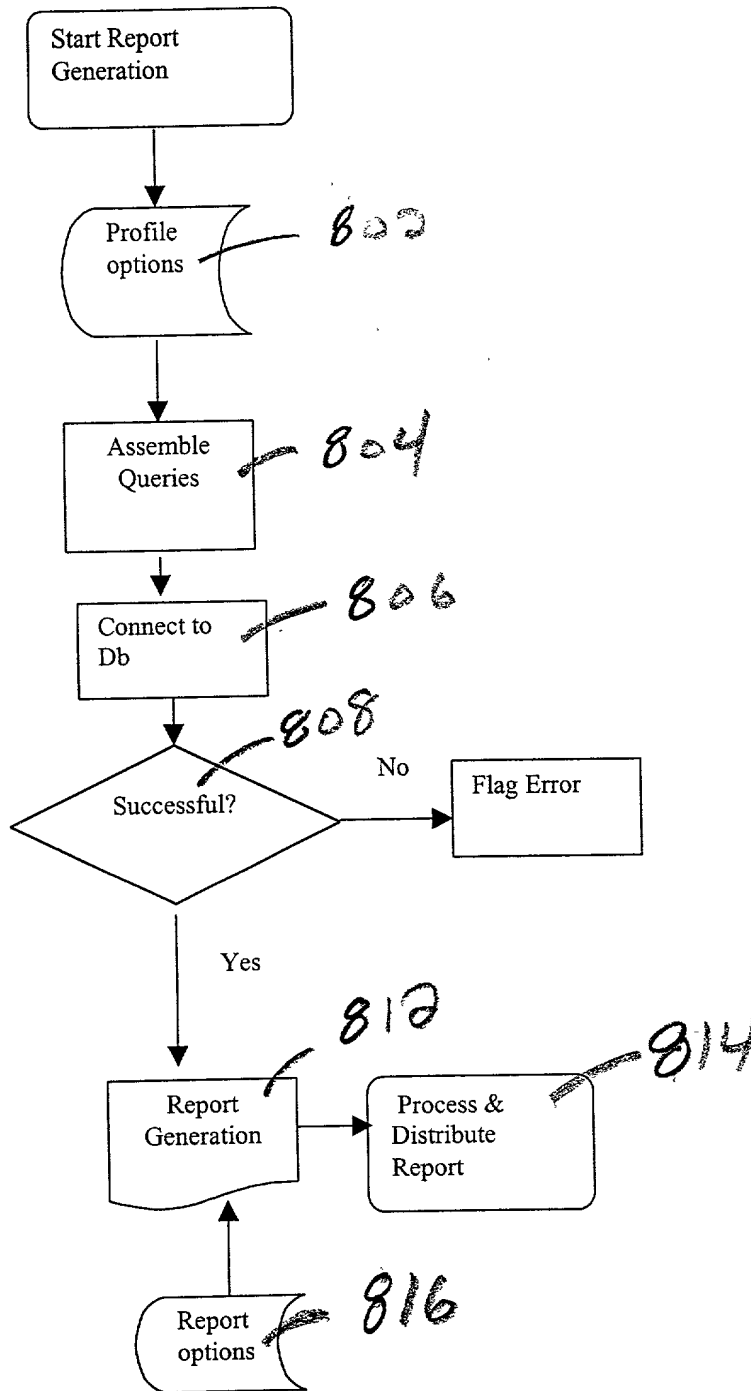 Start Report
Generation
Profile
options
802
Assemble
Queries
804
Connect to
Db
806
808
Successful?
No
Flag Error
Yes
812
814
Report
Generation
Process &
Distribute
Report
Report
options
816